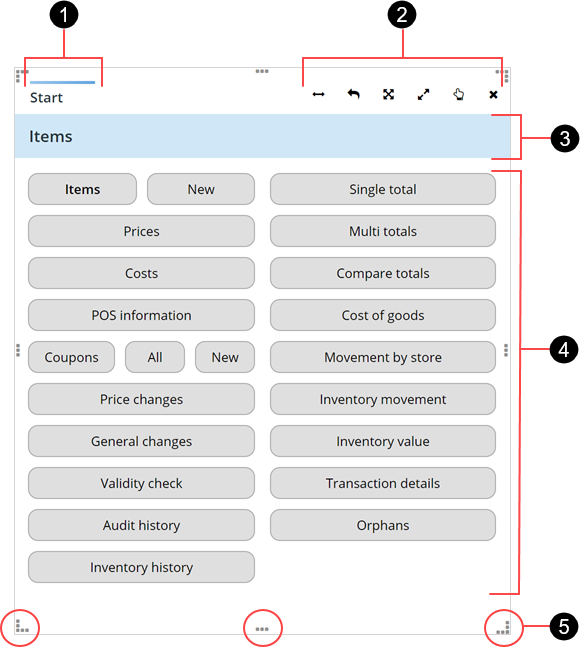 1
2
Start
Items
3
Items New Single total
Prices Multi totals
Costs Compare totals
POS information Cost of goods
Coupons All New Movement by store
4
Price changes Inventory movement
General changes Inventory value
Validity check Transaction details
Audit history Orphans
Inventory history
5